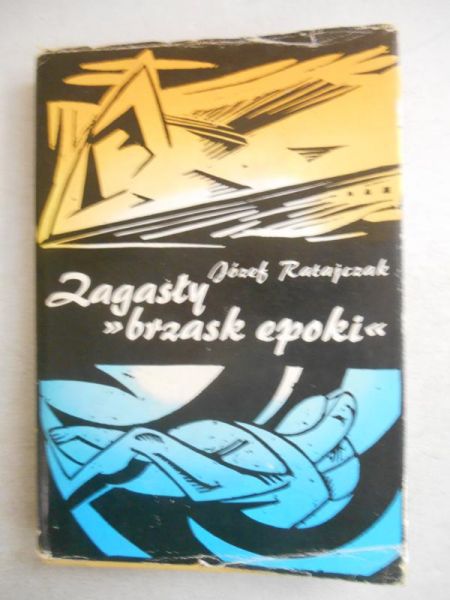 Józef Ratajczak
Zagasły
»brzask epoki«